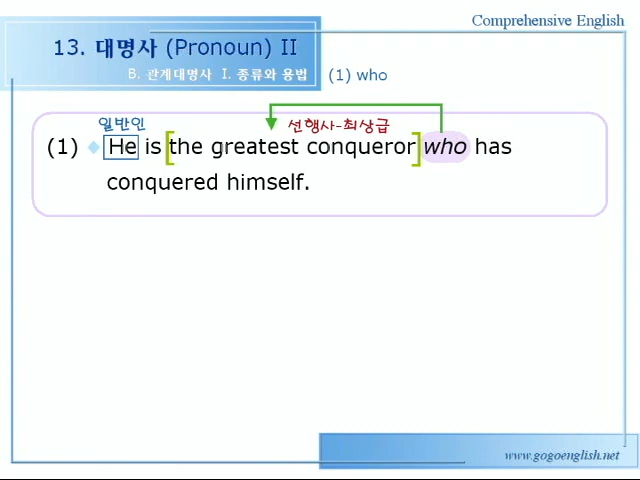 Comprehensive English
13. 대명사 (Pronoun) II
B. 관계대명사 I. 종류와 용법
(1) who
일반인
선행사-최상급
(1) He is [the greatest conqueror] who has
conquered himself.
www.gogoenglish.net